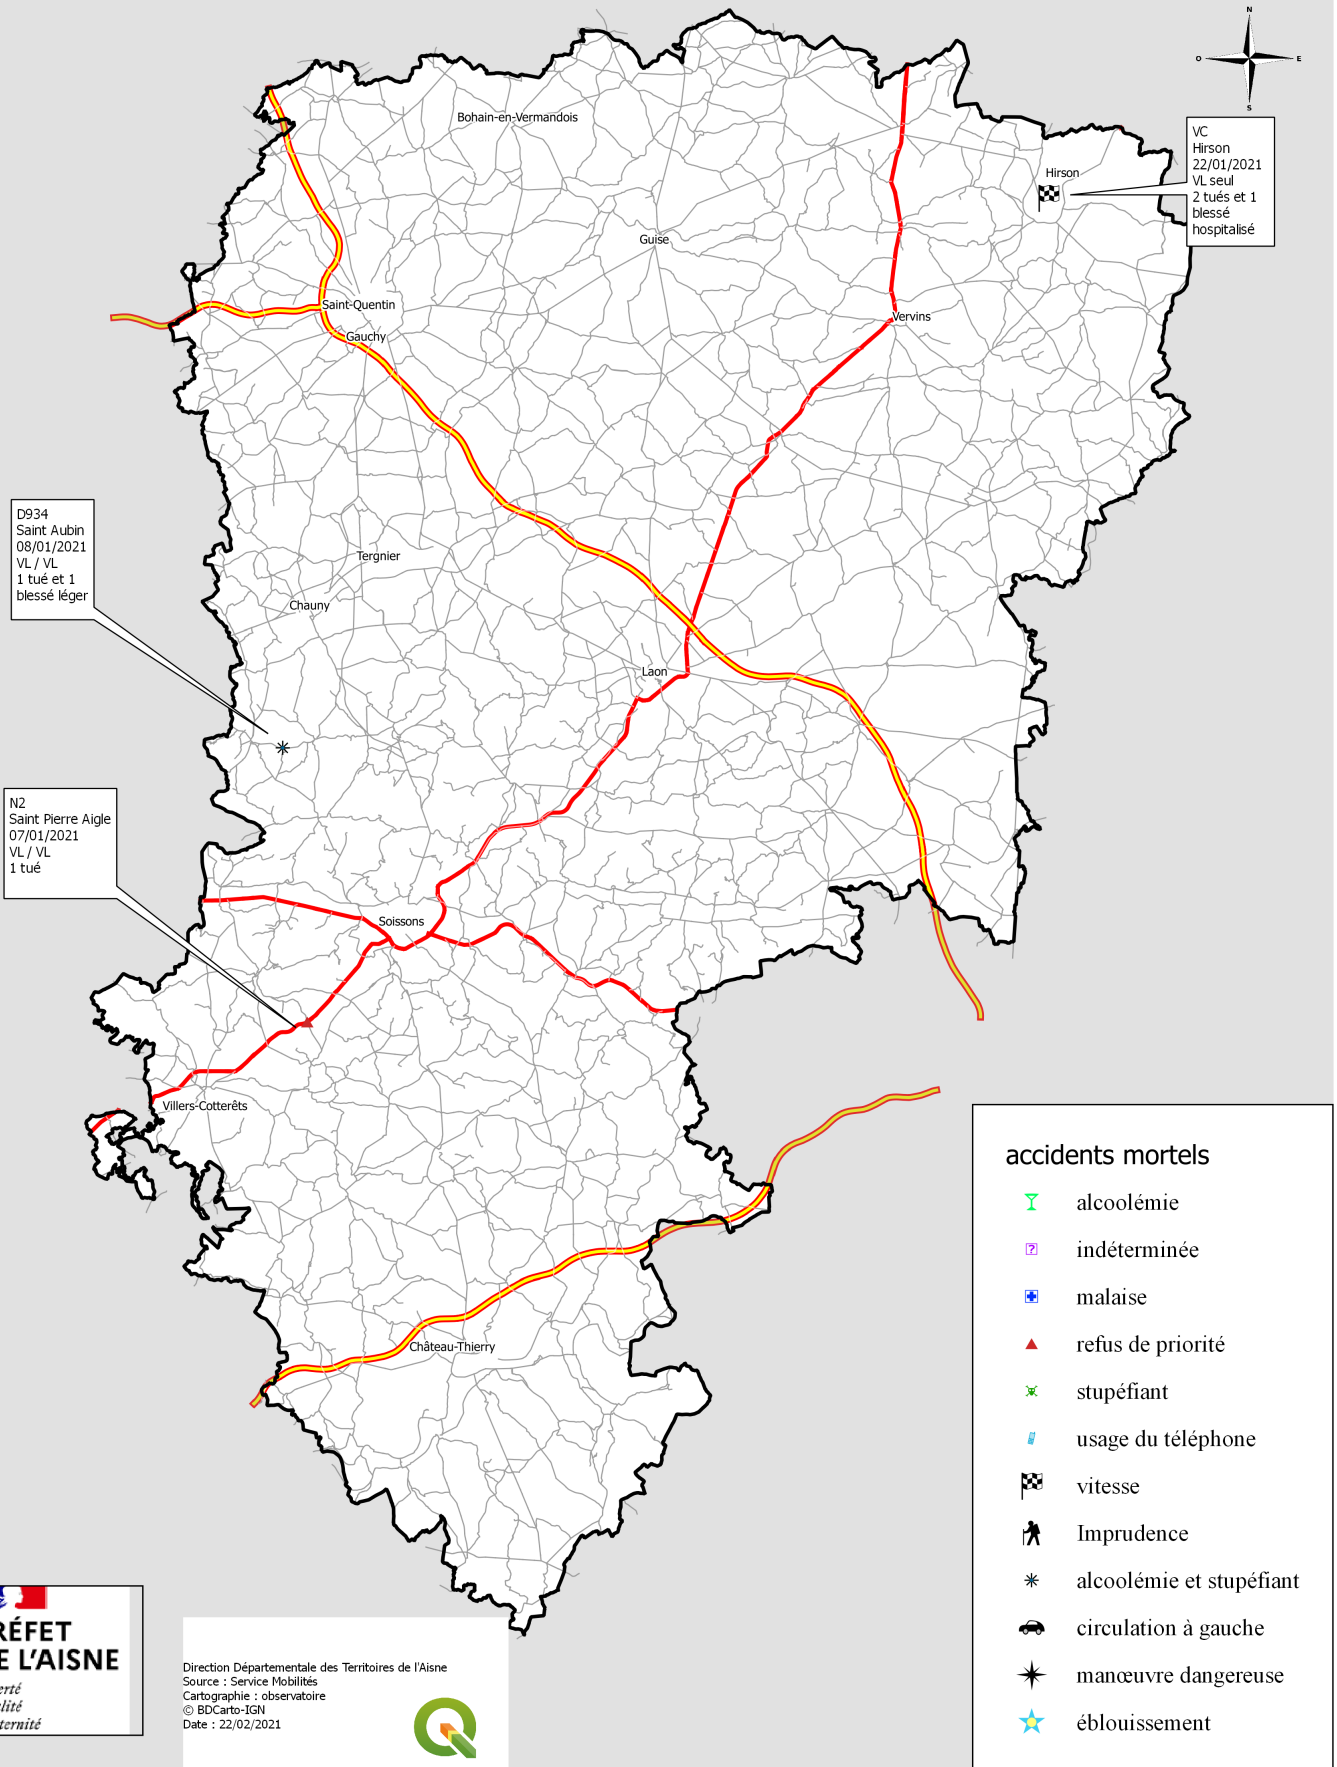 N
O
E
S
VC
Hirson
22/01/2021
VL seul
2 tués et 1
blessé
hospitalisé
Bohain-en-Vermandois
Hirson
Guise
Saint-Quentin
Vervins
Gauchy
D934
Saint Aubin
08/01/2021
VL / VL
1 tué et 1
blessé léger
Tergnier
Chauny
Laon
N2
Saint Pierre Aigle
07/01/2021
VL / VL
1 tué
Soissons
Villers-Cotterêts
Château-Thierry
accidents mortels
alcoolémie
? indéterminée
malaise
refus de priorité
stupéfiant
usage du téléphone
vitesse
Imprudence
alcoolémie et stupéfiant
circulation à gauche
manœuvre dangereuse
éblouissement
RÉFET
E L'AISNE
erté
lité
ternité
Direction Départementale des Territoires de l'Aisne
Source : Service Mobilités
Cartographie : observatoire
© BDCarto-IGN
Date : 22/02/2021